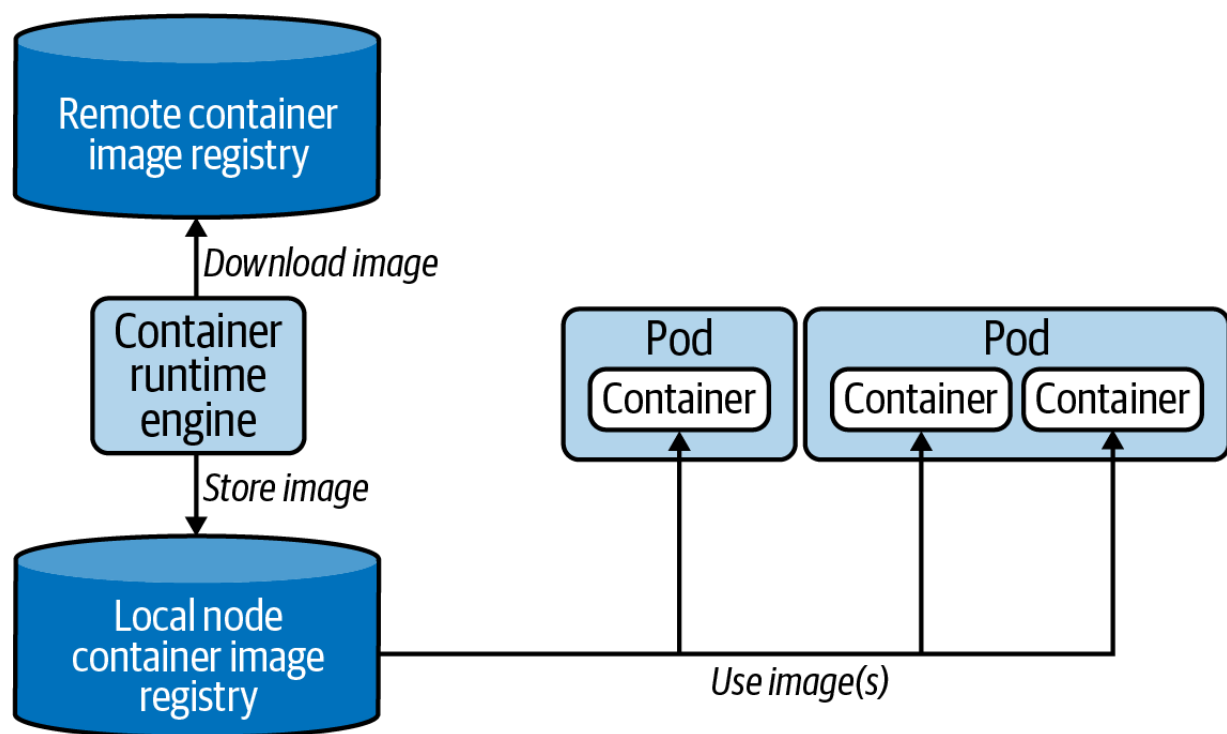 Remote container
image registry
Download image
Container
runtime
engine
Store image
Local node
container image
registry
Pod
Container
Pod
Container
Container
Use image(s)